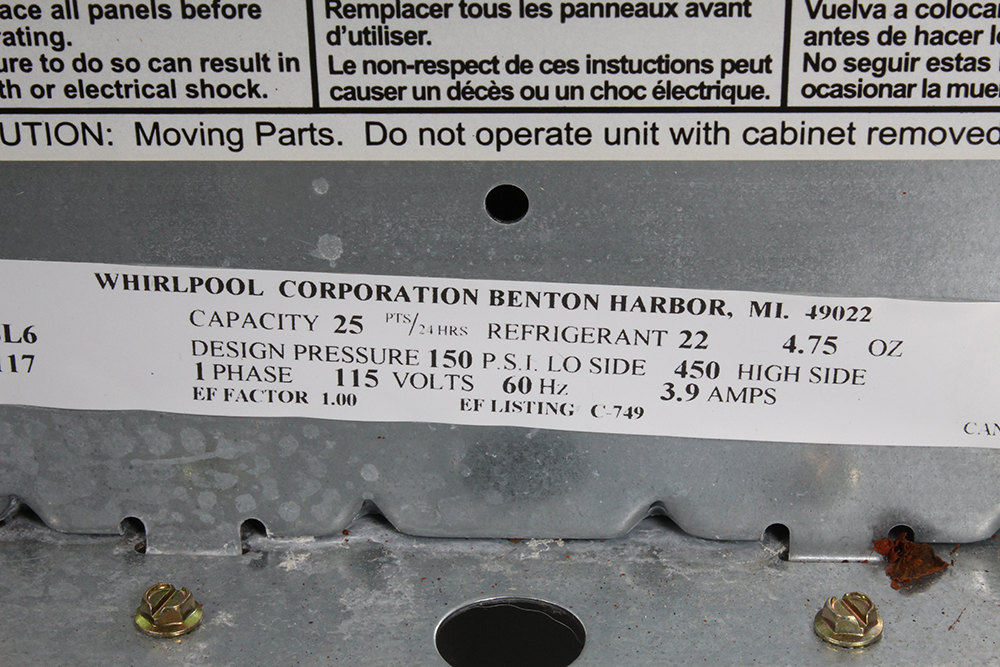 ace all panels before
rating.
ure to do so can result in
th or electrical shock.
Remplacer tous les panneaux avant
d’utiliser.
Le non-respect de ces instuctions peut
causer un décès ou un choc électrique.
Vuelva a coloca
antes de hacer l
No seguir estas
ocasionar la mue
UTION: Moving Parts. Do not operate unit with cabinet removed
WHIRLPOOL CORPORATION BENTON HARBOR, MI. 49022
L6
117
CAPACITY 25 PTS/24 HRS REFRIGERANT 22 4.75 OZ
DESIGN PRESSURE 150 P.S.I. LO SIDE 450 HIGH SIDE
1 PHASE 115 VOLTS 60 Hz 3.9 AMPS
EF FACTOR 1.00 EF LISTING C-749
CAN